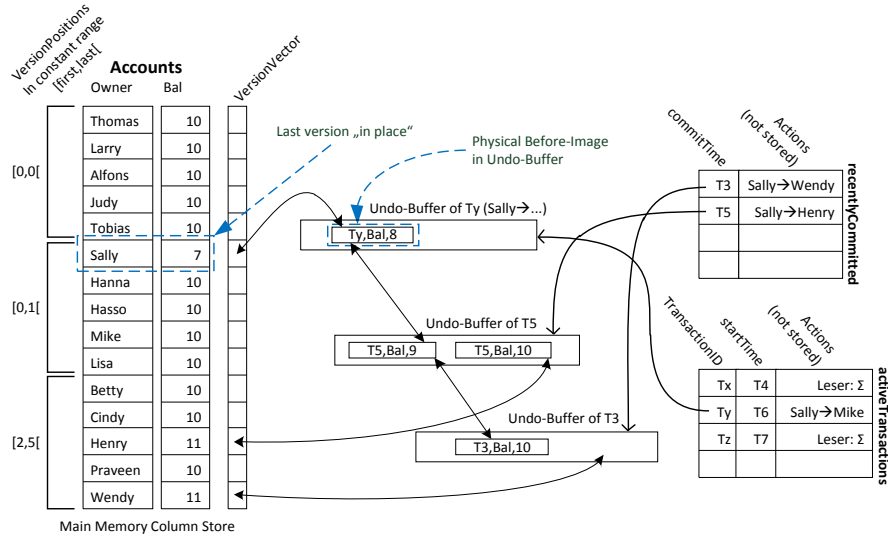 VersionPositions
In constant range
[first,last[
Accounts
Owner Bal
VersionVector
Thomas 10
Larry 10
Alfons 10
Judy 10
Tobias 10
Sally 7
Hanna 10
Hasso 10
Mike 10
Lisa 10
Betty 10
Cindy 10
Henry 11
Praveen 10
Wendy 11
[0,0[
[0,1[
[2,5[
Main Memory Column Store
Last version „in place“
Physical Before-Image
in Undo-Buffer
Undo-Buffer of Ty (Sally→...)
Ty,Bal,8
Undo-Buffer of T5
T5,Bal,9 T5,Bal,10
Undo-Buffer of T3
T3,Bal,10
commitTime
Actions
(not stored)
T3 Sally→Wendy
T5 Sally→Henry
recentlyCommitted
TransactionID
startTime
Actions
(not stored)
Tx T4 Leser: Σ
Ty T6 Sally→Mike
Tz T7 Leser: Σ
activeTransactions